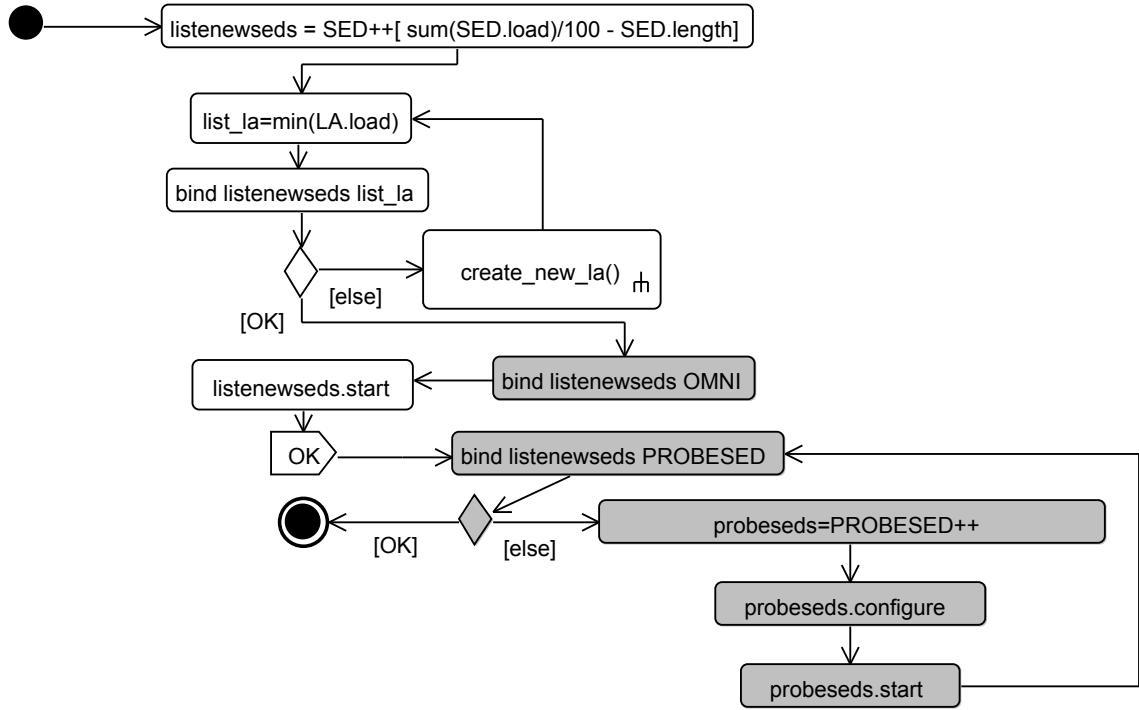 listenewseds = SED++[ sum(SED.load)/100 - SED.length]
list_la=min(LA.load)
bind listenewseds list_la
create_new_la()
[else]
[OK]
bind listenewseds OMNI
listenewseds.start
OK
bind listenewseds PROBESED
probeseds=PROBESED++
[OK]
[else]
probeseds.configure
probeseds.start